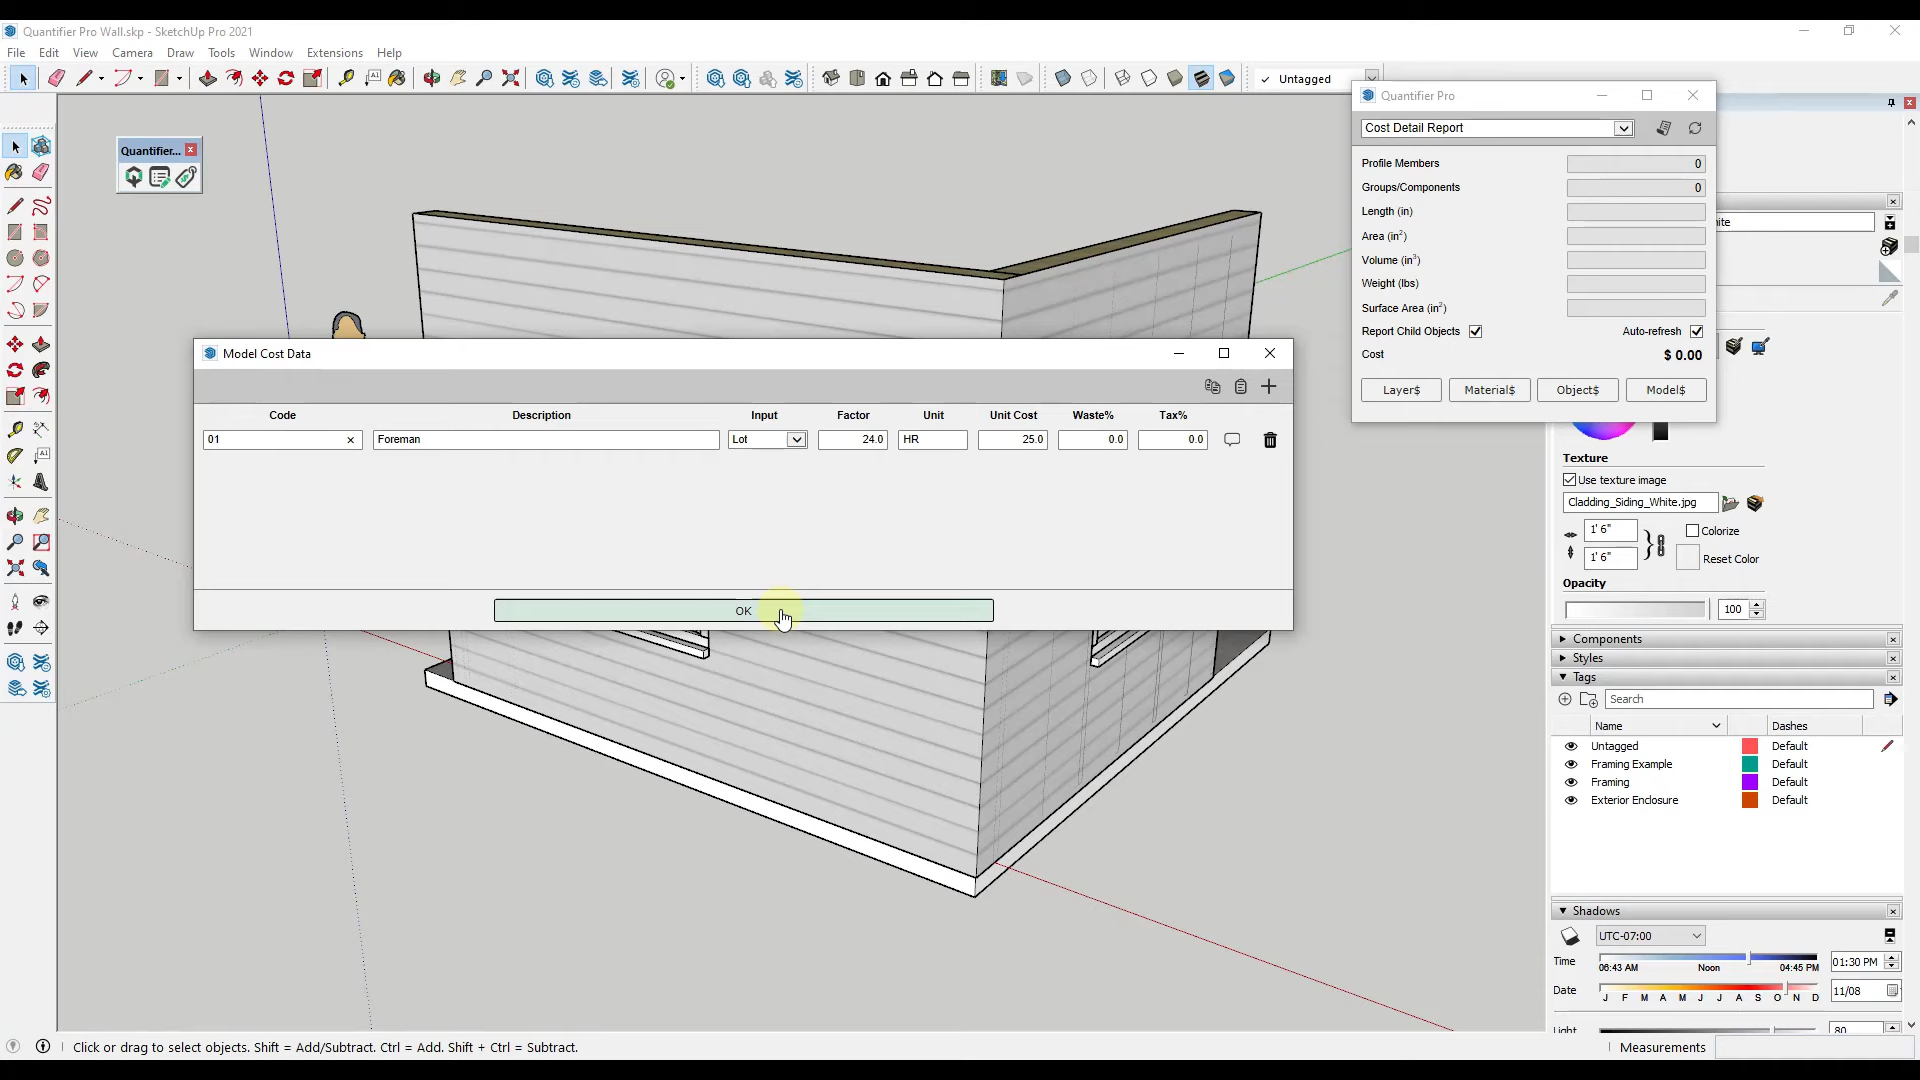 Quantifier Pro Wall.skp - SketchUp Pro 2021
File Edit View Camera Draw Tools Window Extensions Help
Untagged
Quantifier...
Quantifier Pro
Cost Detail Report
Profile Members 0
Groups/Components 0
Length (in)
Area (in²)
Volume (in³)
Weight (lbs)
Surface Area (in²)
Report Child Objects Auto-refresh
Cost $ 0.00
Layer$ Material$ Object$ Model$
Model Cost Data
Code Description Input Factor Unit Unit Cost Waste% Tax%
01 Foreman Lot 24.0 HR 25.0 0.0 0.0
OK
Texture
Use texture image
Cladding_Siding_White.jpg
1' 6"
Colorize
1' 6"
Reset Color
Opacity
100
Components
Styles
Tags
Search
Name Dashes
Untagged Default
Framing Example Default
Framing Default
Exterior Enclosure Default
Shadows
UTC-07:00
Time 06:43 AM Noon 04:45 PM 01:30 PM
Date J F M A M J J A S O N D 11/08
Light 80
Click or drag to select objects. Shift = Add/Subtract. Ctrl = Add. Shift + Ctrl = Subtract.
Measurements